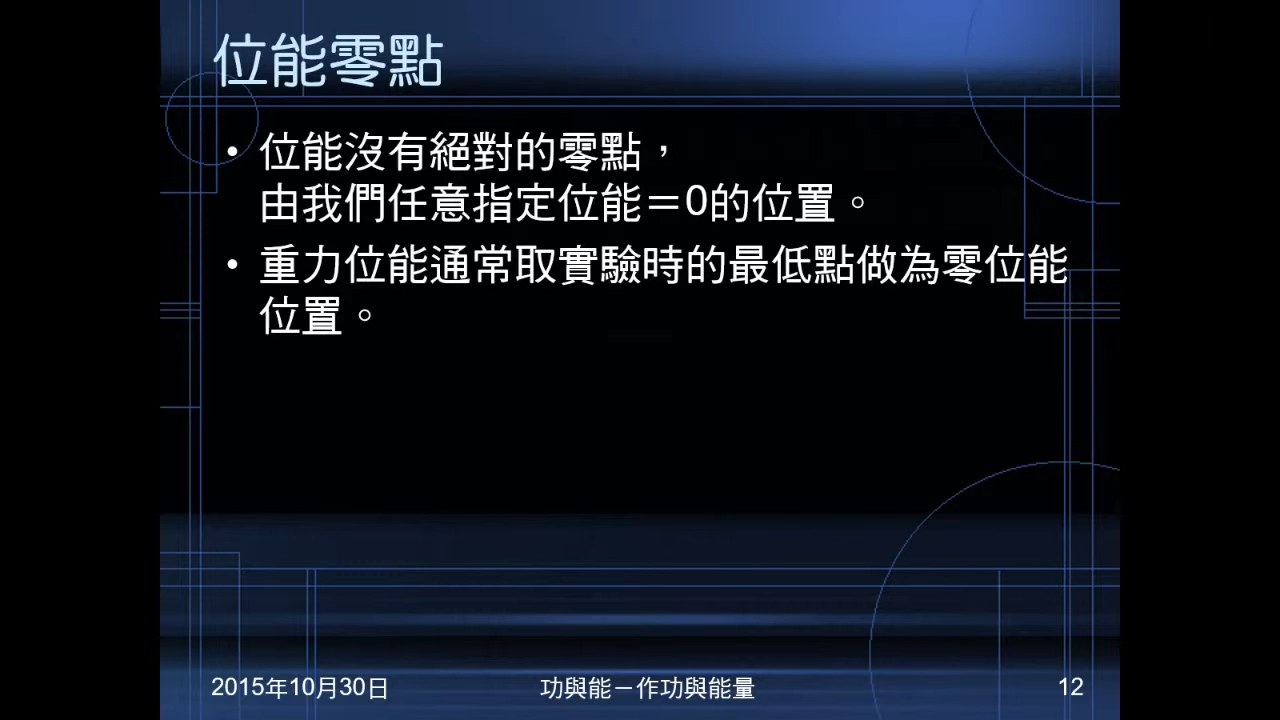 位能零點
• 位能沒有絕對的零點，
由我們任意指定位能＝0的位置。
• 重力位能通常取實驗時的最低點做為零位能
位置。
2015年10月30日
功與能－作功與能量
12